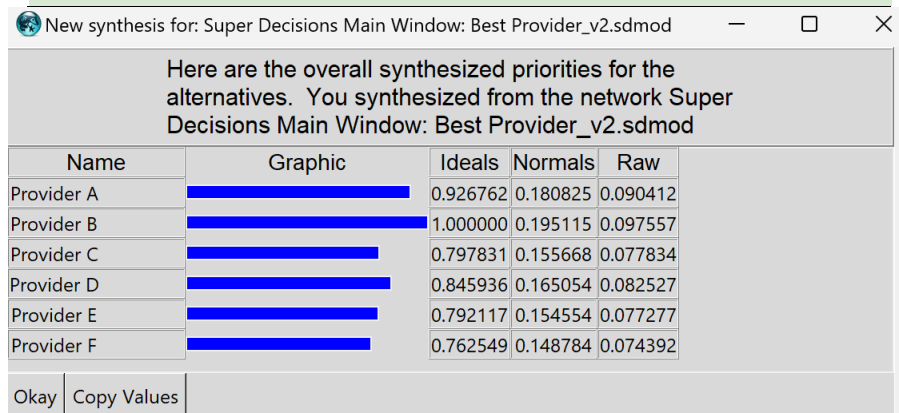 New synthesis for: Super Decisions Main Window: Best Provider_v2.sdmod
Here are the overall synthesized priorities for the
alternatives.  You synthesized from the network Super
Decisions Main Window: Best Provider_v2.sdmod
Name Graphic Ideals Normals Raw
Provider A 0.926762 0.180825 0.090412
Provider B 1.000000 0.195115 0.097557
Provider C 0.797831 0.155668 0.077834
Provider D 0.845936 0.165054 0.082527
Provider E 0.792117 0.154554 0.077277
Provider F 0.762549 0.148784 0.074392
Okay Copy Values